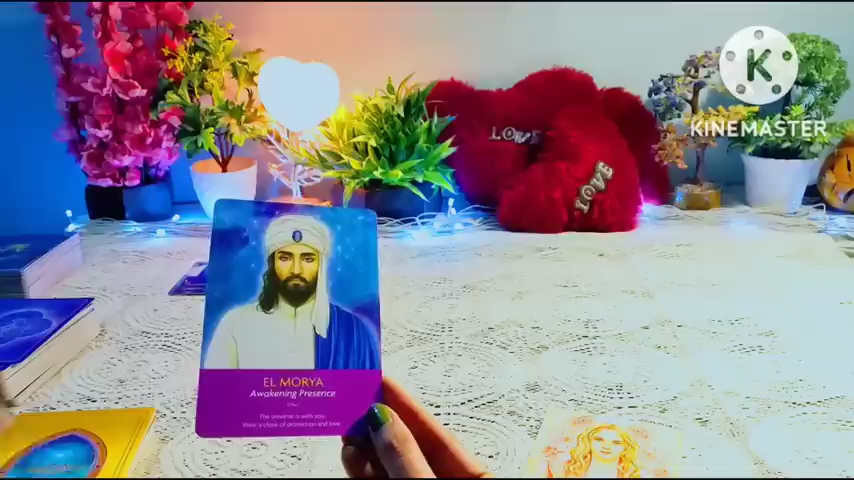 K
KINEMASTER
LOVE
LOVE
EL MORYA
Awakening Presence
The universe is with you.
Wear a cloak of protection and love